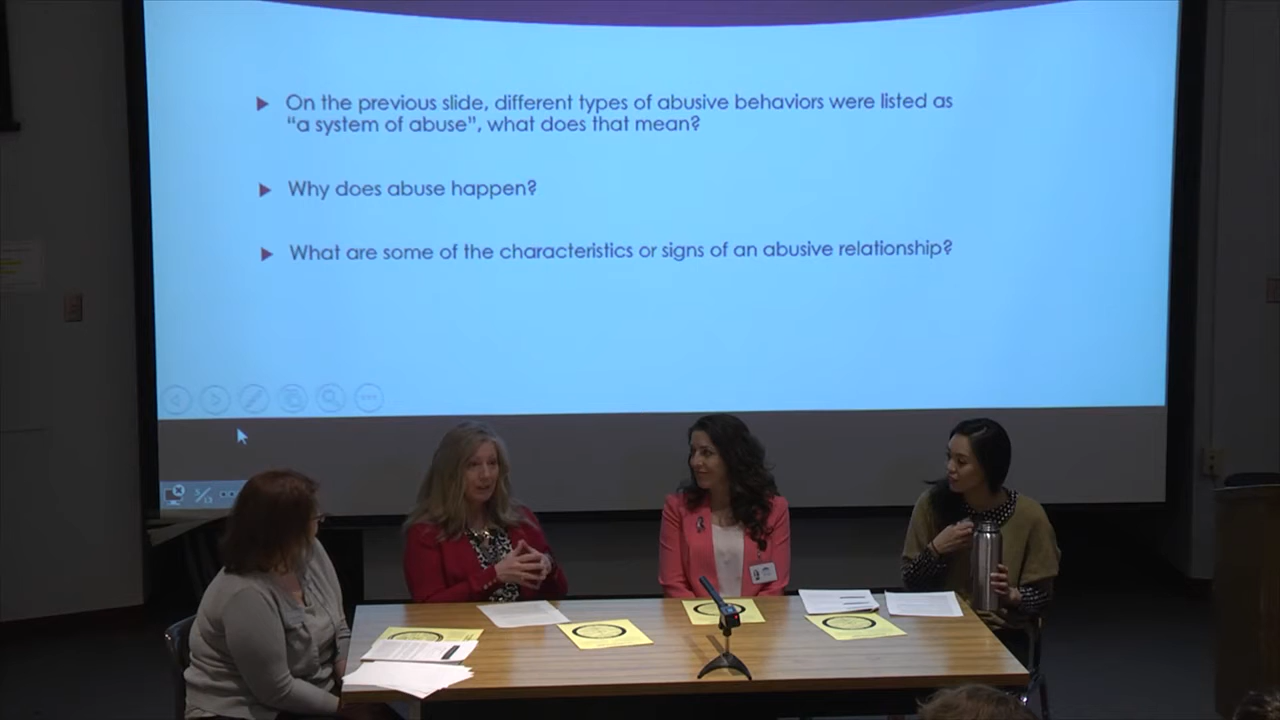 On the previous slide, different types of abusive behaviors were listed as
“a system of abuse”, what does that mean?
Why does abuse happen?
What are some of the characteristics or signs of an abusive relationship?